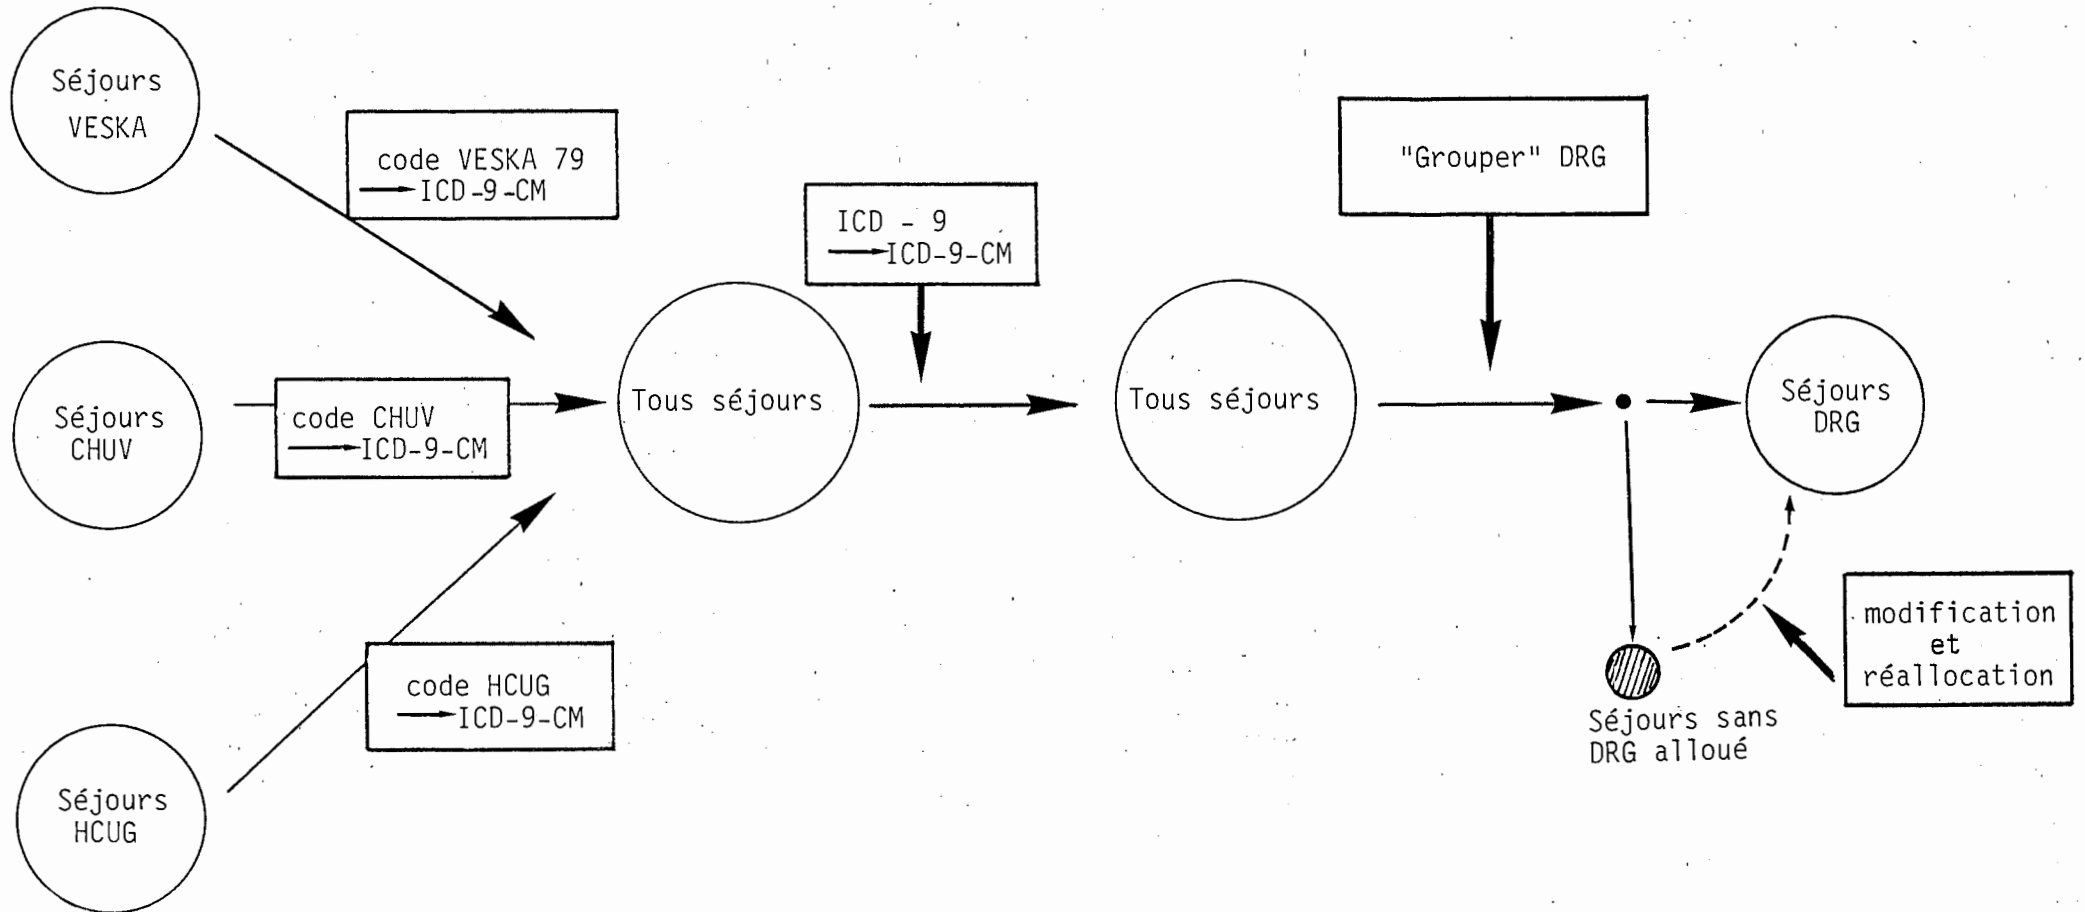 Séjours
VESKA
code VESKA 79
ICD-9-CM
Séjours
CHUV
code CHUV
ICD-9-CM
Séjours
HCUG
code HCUG
ICD-9-CM
Tous séjours
ICD - 9
ICD-9-CM
Tous séjours
"Grouper" DRG
Séjours
DRG
Séjours sans
DRG alloué
modification
et
réallocation